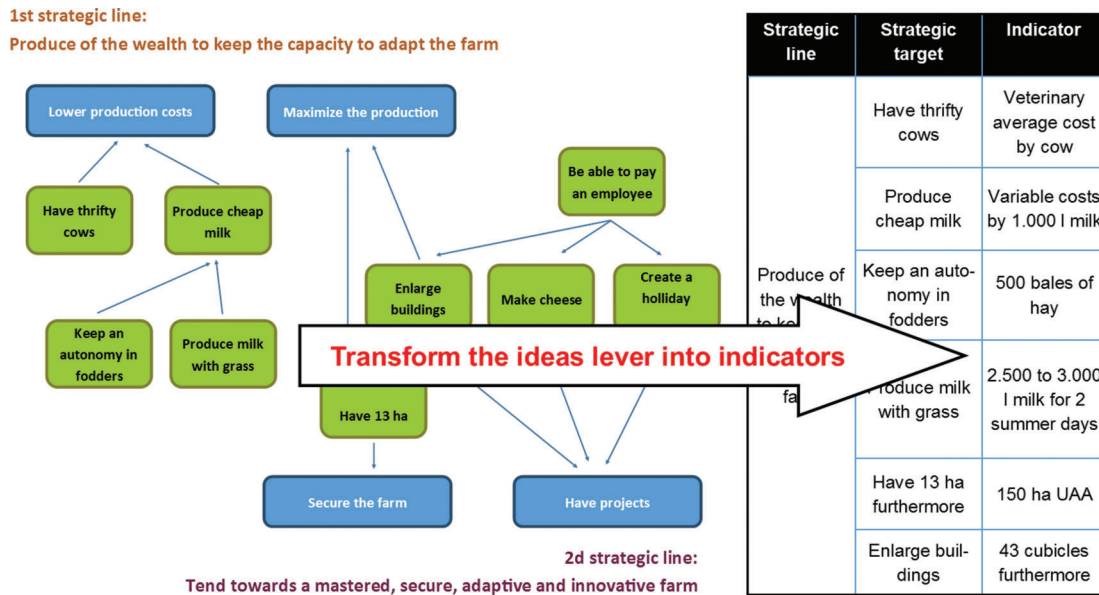 1st strategic line:
Produce of the wealth to keep the capacity to adapt the farm
Lower production costs
Maximize the production
Be able to pay
an employee
Have thrifty
cows
Produce cheap
milk
Enlarge
buildings
Make cheese
Create a
holliday
Keep an
autonomy in
fodders
Produce milk
with grass
Transform the ideas lever into indicators
Have 13 ha
Secure the farm
Have projects
2d strategic line:
Tend towards a mastered, secure, adaptive and innovative farm
Strategic
line
Strategic
target
Indicator
Produce of
the wealth
Have thrifty
cows
Veterinary
average cost
by cow
Produce
cheap milk
Variable costs
by 1.000 l milk
Keep an auto-
nomy in
fodders
500 bales of
hay
Produce milk
with grass
2.500 to 3.000
l milk for 2
summer days
Have 13 ha
furthermore
150 ha UAA
Enlarge buil-
dings
43 cubicles
furthermore